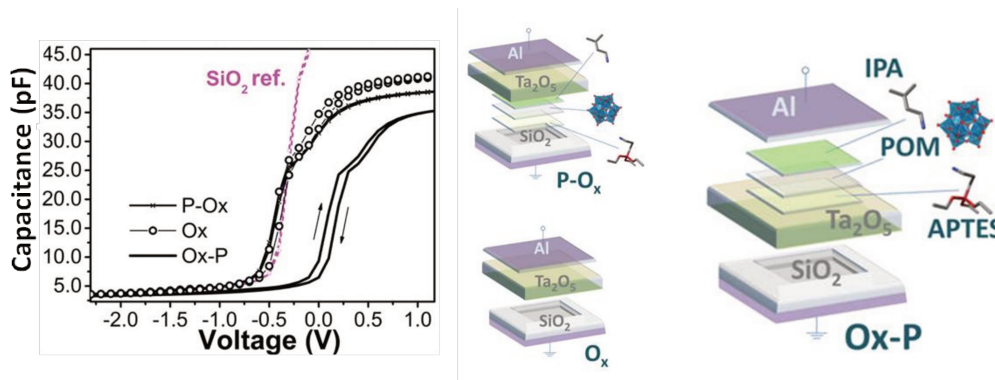 Capacitance (pF)
45.0
40.0
35.0
30.0
25.0
20.0
15.0
10.0
5.0
SiO2 ref.
P-Ox
Ox
Ox-P
-2.0 -1.5 -1.0 -0.5 0.0 0.5 1.0
Voltage (V)
Al
Ta2O5
SiO2
P-Ox
Al
Ta2O5
SiO2
Ox
IPA
Al
POM
Ta2O5
APTES
SiO2
Ox-P